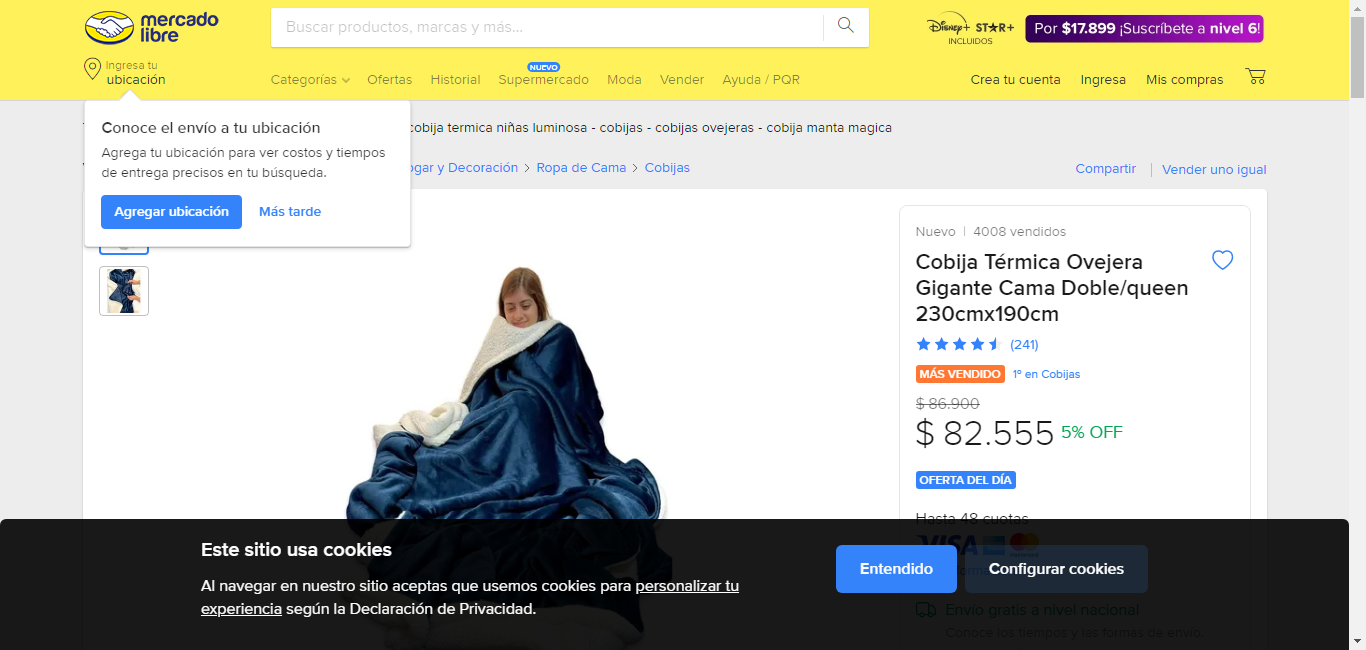 mercado
libre
Buscar productos, marcas y más...
Disney+ STAR+
INCLUIDOS
Por $17.899 ¡Suscríbete a nivel 6!
Ingresa tu
ubicación
Categorías
Ofertas
Historial
NUEVO
Supermercado
Moda
Vender
Ayuda / PQR
Crea tu cuenta
Ingresa
Mis compras
Conoce el envío a tu ubicación
Agrega tu ubicación para ver costos y tiempos
de entrega precisos en tu búsqueda.
Agregar ubicación
Más tarde
cobija termica niñas luminosa - cobijas - cobijas ovejeras - cobija manta magica
ogar y Decoración > Ropa de Cama > Cobijas
Compartir | Vender uno igual
Nuevo | 4008 vendidos
Cobija Térmica Ovejera
Gigante Cama Doble/queen
230cmx190cm
(241)
MÁS VENDIDO 1º en Cobijas
$ 86.900
$ 82.555 5% OFF
OFERTA DEL DÍA
Hasta 48 cuotas
VISA
Envío gratis a nivel nacional
Conoce los tiempos y las formas de envío.
Este sitio usa cookies
Al navegar en nuestro sitio aceptas que usemos cookies para personalizar tu
experiencia según la Declaración de Privacidad.
Entendido
Configurar cookies